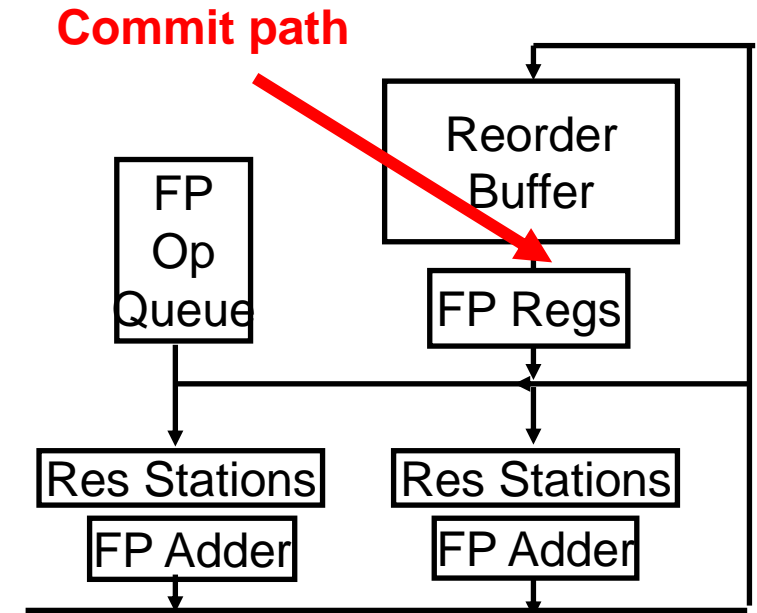 Commit path
Reorder
Buffer
FP
Op
Queue
FP Regs
Res Stations
Res Stations
FP Adder
FP Adder